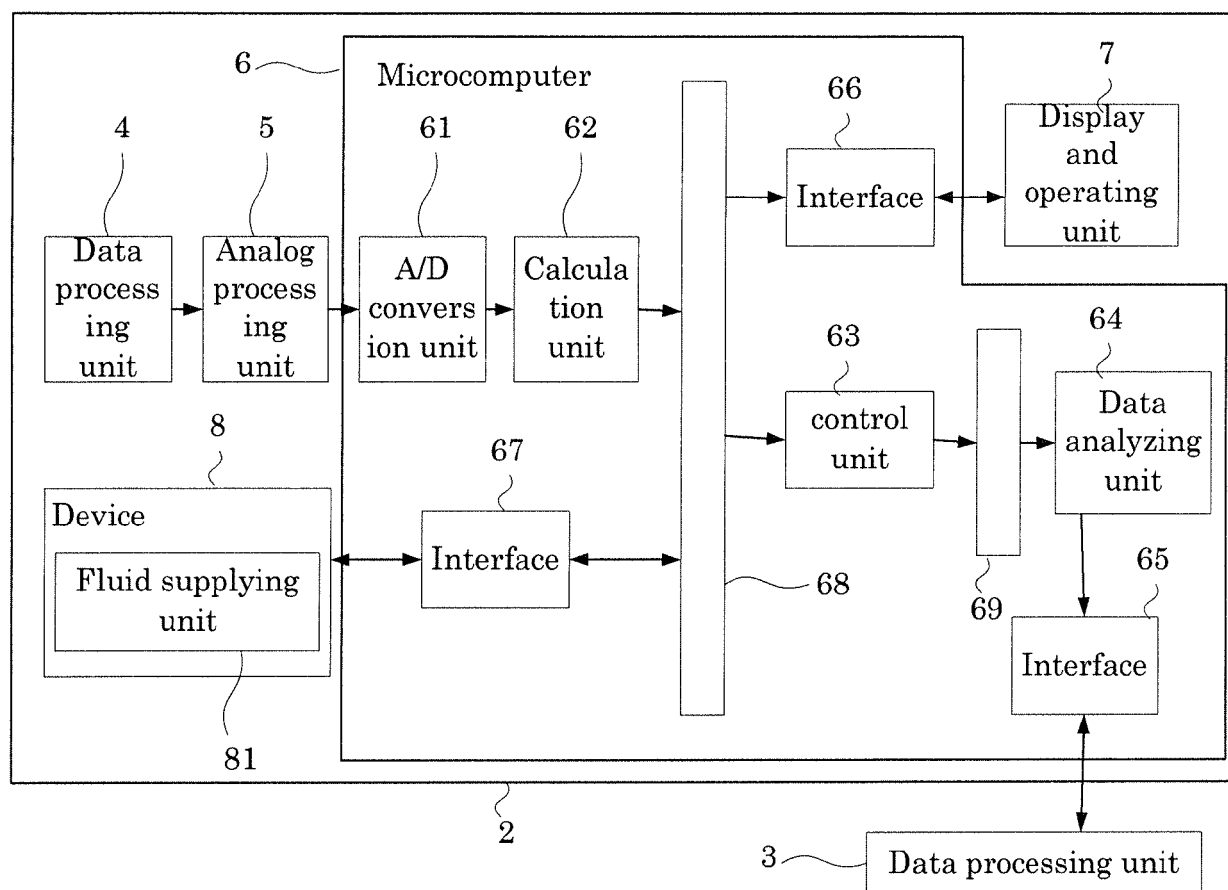 6
Microcomputer
7
4
5
61
62
66
Display
and
operating
unit
Interface
Data
process
ing
unit
Analog
process
ing unit
A/D
convers
ion unit
Calcula
tion
unit
63
64
control
unit
Data
analyzing
unit
8
67
Device
Interface
Fluid supplying
unit
68
69
65
Interface
81
2
3
Data processing unit